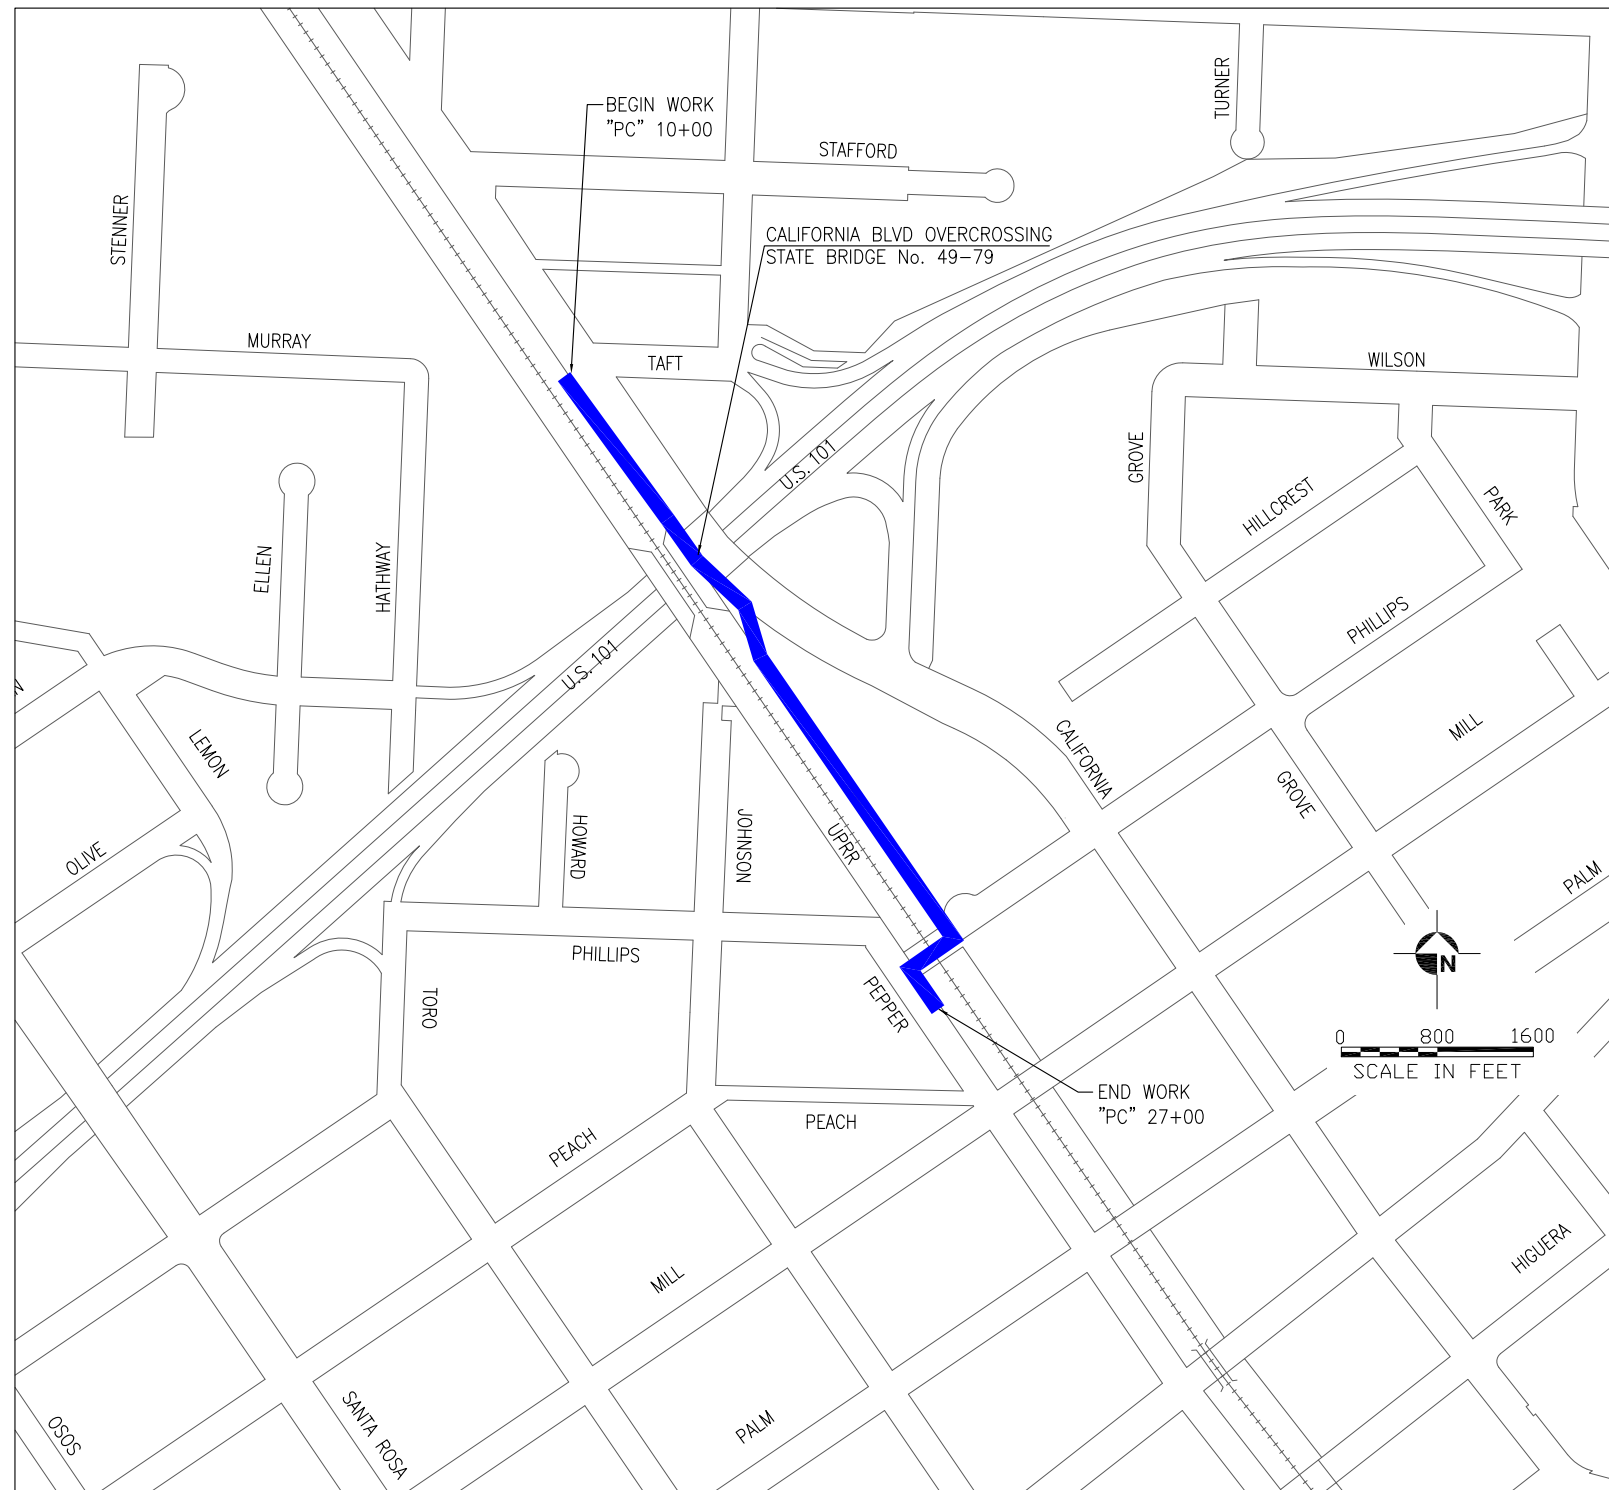 TURNER
BEGIN WORK
"PC" 10+00
STAFFORD
STENNER
CALIFORNIA BLVD OVERCROSSING
STATE BRIDGE No. 49-79
MURRAY
TAFT
WILSON
U.S. 101
GROVE
HILLCREST
PARK
ELLEN
HATHWAY
PHILLIPS
U.S. 101
N
LEMON
CALIFORNIA
MILL
GROVE
OLIVE
HOWARD
JOHNSON
UPRR
PALM
PHILLIPS
N
TORO
PEPPER
0 800 1600
SCALE IN FEET
END WORK
"PC" 27+00
PEACH
PEACH
HIGUERA
MILL
OSOS
SANTA ROSA
PALM